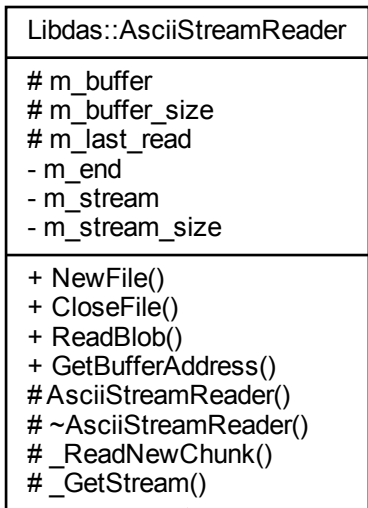 Libdas::AsciiStreamReader
# m_buffer
# m_buffer_size
# m_last_read
- m_end
- m_stream
- m_stream_size
+ NewFile()
+ CloseFile()
+ ReadBlob()
+ GetBufferAddress()
# AsciiStreamReader()
# ~AsciiStreamReader()
# _ReadNewChunk()
# _GetStream()